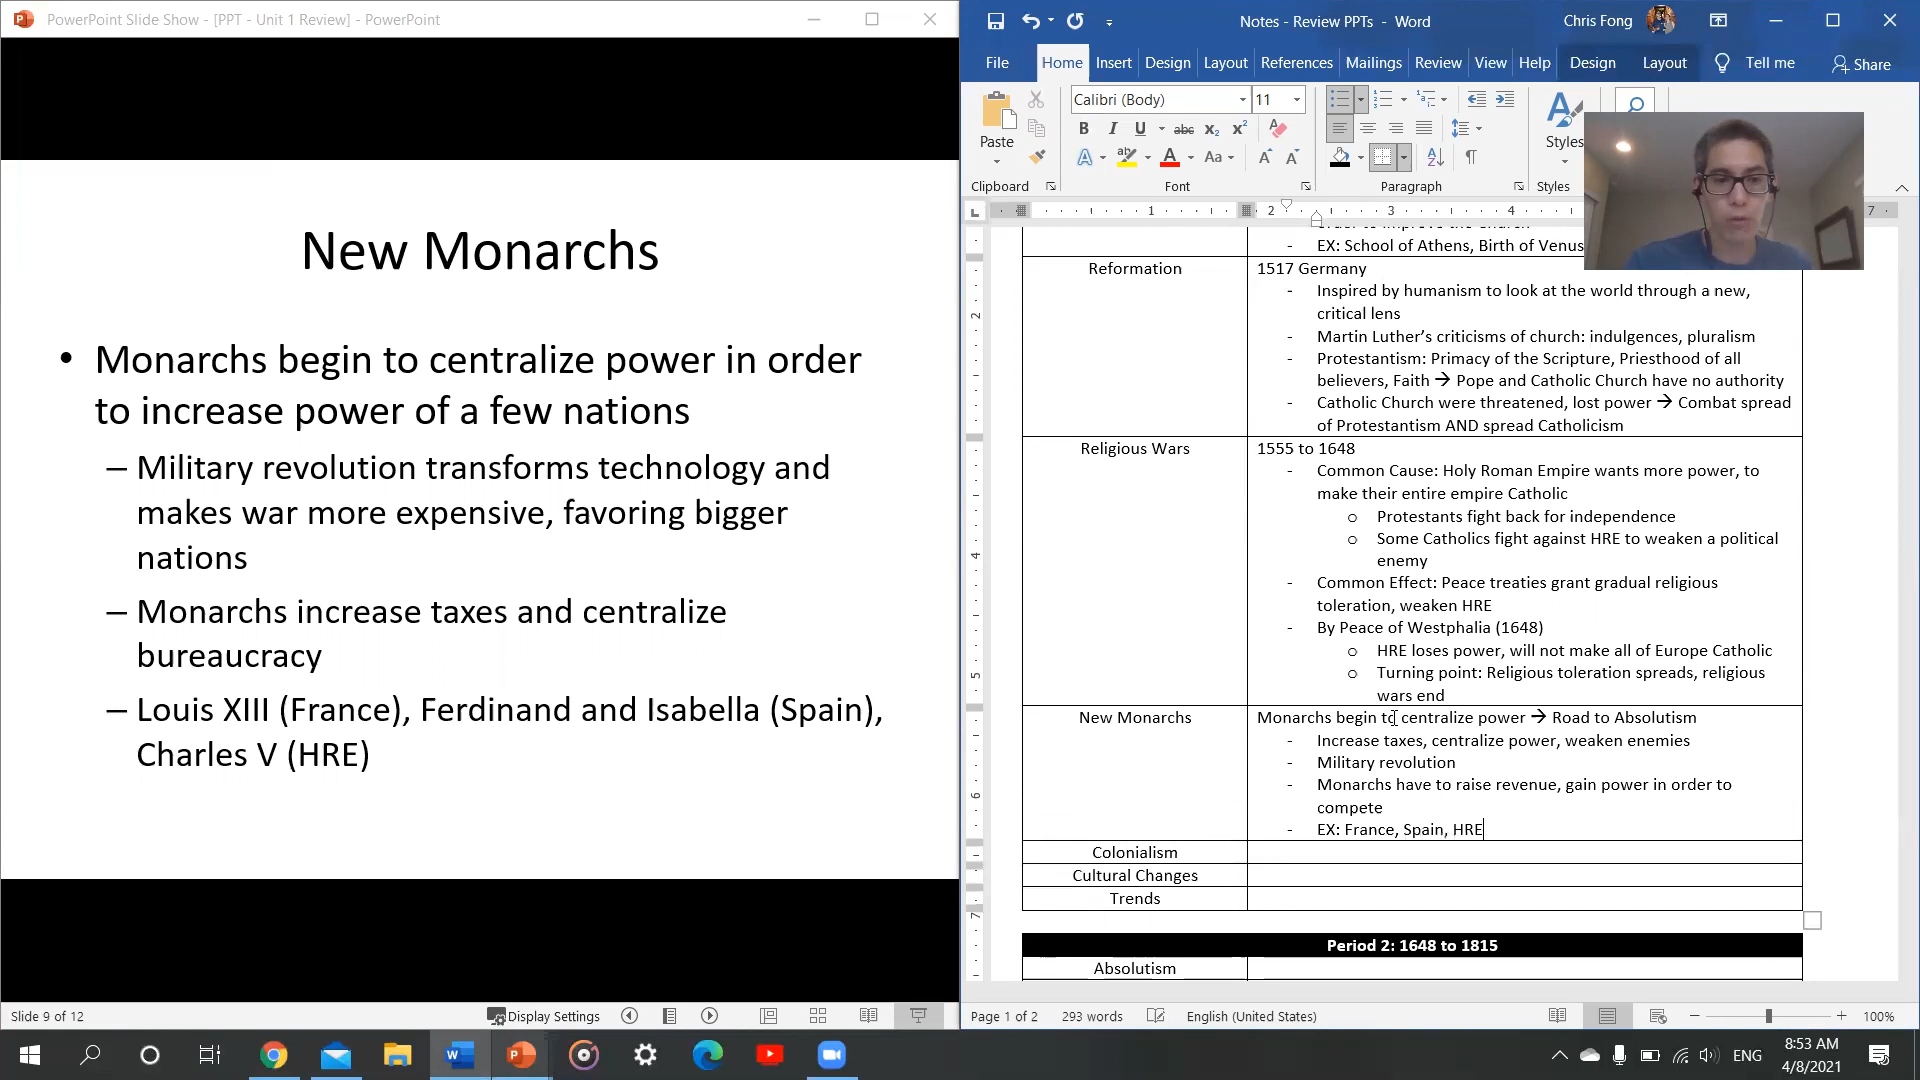 PowerPoint Slide Show - [PPT - Unit 1 Review] - PowerPoint
New Monarchs
• Monarchs begin to centralize power in order
to increase power of a few nations
– Military revolution transforms technology and
makes war more expensive, favoring bigger
nations
– Monarchs increase taxes and centralize
bureaucracy
– Louis XIII (France), Ferdinand and Isabella (Spain),
Charles V (HRE)
Slide 9 of 12
Display Settings
Notes - Review PPTs - Word
Chris Fong
File Home Insert Design Layout References Mailings Review View Help Design Layout Tell me Share
Calibri (Body) 11
Paste
Styles
Clipboard Font Paragraph Styles
1 2 3 4 7
- EX: School of Athens, Birth of Venus
Reformation
1517 Germany
- Inspired by humanism to look at the world through a new,
critical lens
- Martin Luther's criticisms of church: indulgences, pluralism
- Protestantism: Primacy of the Scripture, Priesthood of all
believers, Faith → Pope and Catholic Church have no authority
- Catholic Church were threatened, lost power → Combat spread
of Protestantism AND spread Catholicism
Religious Wars
1555 to 1648
- Common Cause: Holy Roman Empire wants more power, to
make their entire empire Catholic
o Protestants fight back for independence
o Some Catholics fight against HRE to weaken a political
enemy
- Common Effect: Peace treaties grant gradual religious
toleration, weaken HRE
- By Peace of Westphalia (1648)
o HRE loses power, will not make all of Europe Catholic
o Turning point: Religious toleration spreads, religious
wars end
New Monarchs
Monarchs begin to centralize power → Road to Absolutism
- Increase taxes, centralize power, weaken enemies
- Military revolution
- Monarchs have to raise revenue, gain power in order to
compete
- EX: France, Spain, HRE
Colonialism
Cultural Changes
Trends
Period 2: 1648 to 1815
Absolutism
Page 1 of 2 293 words English (United States) 100%
ENG
8:53 AM
4/8/2021